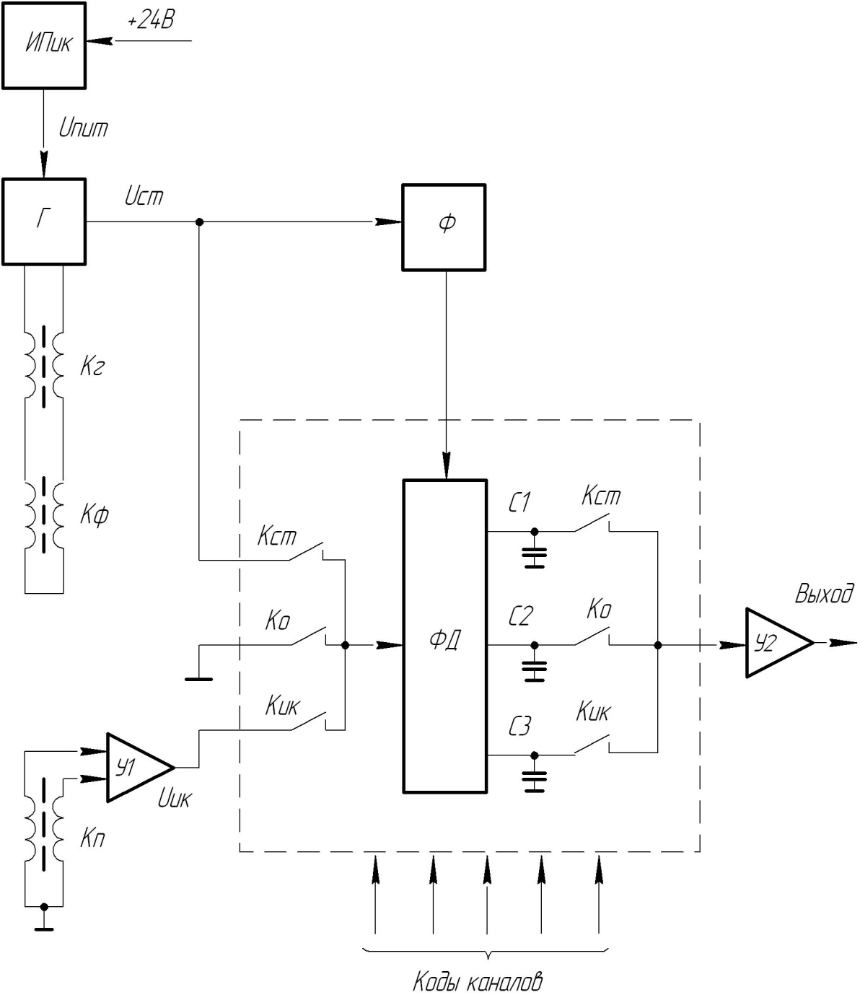 +24В
ИПик
Uпит
Uст
Г
Ф
Кг
Кф
С1
Кст
Кст
Выход
С2
Ко
Ко
ФД
У2
Кик
С3
Кик
У1
Uик
Кп
Коды каналов